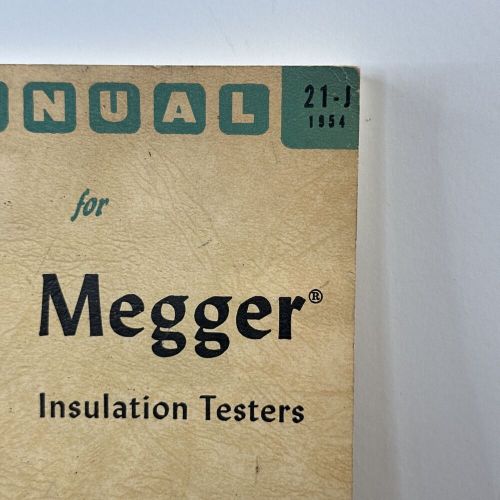 NUAL
21-J
1954
for
Megger®
Insulation Testers